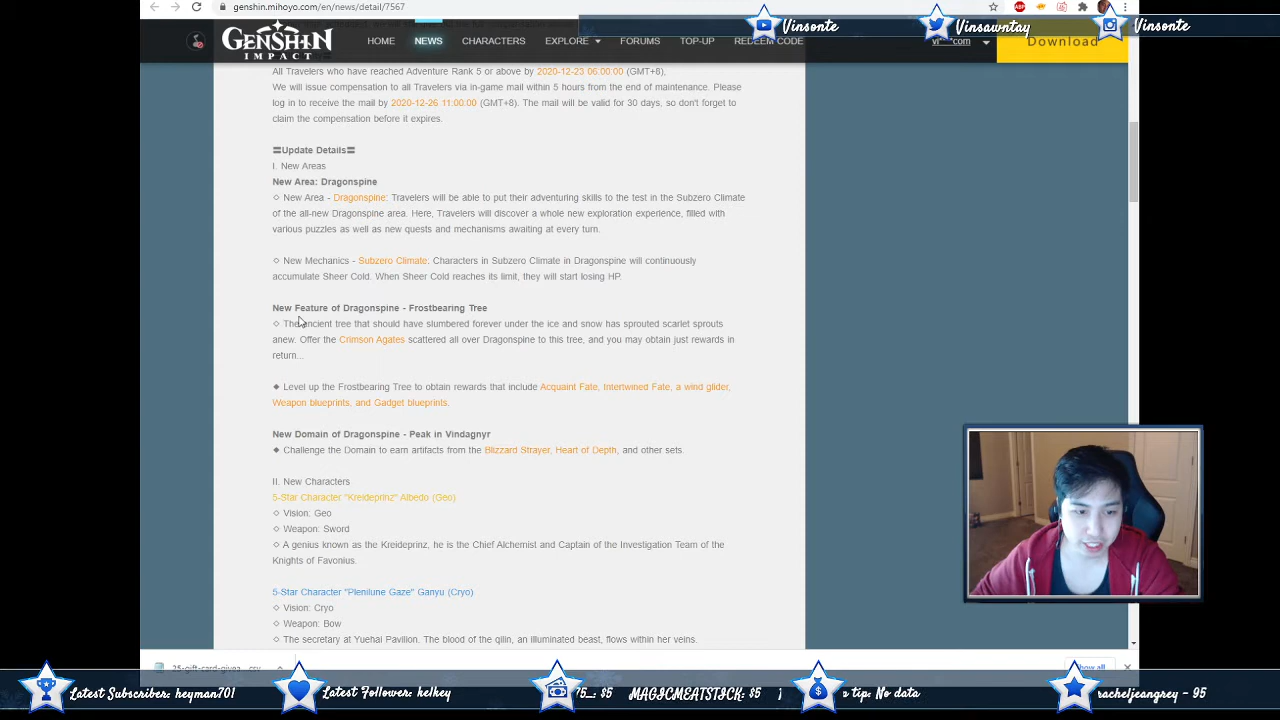 genshin.mihoyo.com/en/news/detail/7567
Vinsonte
Vinsawntay
Vinsonte
GENSHIN IMPACT
HOME NEWS CHARACTERS EXPLORE FORUMS TOP-UP REDEEM CODE
Download
All Travelers who have reached Adventure Rank 5 or above by 2020-12-23 06.00.00 (GMT+8),
We will issue compensation to all Travelers via in-game mail within 5 hours from the end of maintenance. Please
log in to receive the mail by 2020-12-26 11:00.00 (GMT+8). The mail will be valid for 30 days, so don't forget to
claim the compensation before it expires.
〓Update Details〓
I. New Areas
New Area: Dragonspine
◇ New Area - Dragonspine: Travelers will be able to put their adventuring skills to the test in the Subzero Climate
of the all-new Dragonspine area. Here, Travelers will discover a whole new exploration experience, filled with
various puzzles as well as new quests and mechanisms awaiting at every turn.
◇ New Mechanics - Subzero Climate: Characters in Subzero Climate in Dragonspine will continuously
accumulate Sheer Cold. When Sheer Cold reaches its limit, they will start losing HP.
New Feature of Dragonspine - Frostbearing Tree
◇ The ancient tree that should have slumbered forever under the ice and snow has sprouted scarlet sprouts
anew. Offer the Crimson Agates scattered all over Dragonspine to this tree, and you may obtain just rewards in
return...
◆ Level up the Frostbearing Tree to obtain rewards that include Acquaint Fate, Intertwined Fate, a wind glider,
Weapon blueprints, and Gadget blueprints.
New Domain of Dragonspine - Peak in Vindagnyr
◆ Challenge the Domain to earn artifacts from the Blizzard Strayer, Heart of Depth, and other sets.
II. New Characters
5-Star Character "Kreideprinz" Albedo (Geo)
◇ Vision: Geo
◇ Weapon: Sword
◇ A genius known as the Kreideprinz, he is the Chief Alchemist and Captain of the Investigation Team of the
Knights of Favonius.
5-Star Character "Plenilune Gaze" Ganyu (Cryo)
◇ Vision: Cryo
◇ Weapon: Bow
◇ The secretary at Yuehai Pavilion. The blood of the qilin, an illuminated beast, flows within her veins.
25-gift-card-givea....csv
Show all
Latest Subscriber: heyman701
Latest Follower: kelkey
75_: $5 MAGICMEATSTICK: $5
p tip: No data
racheljeangrey - 95